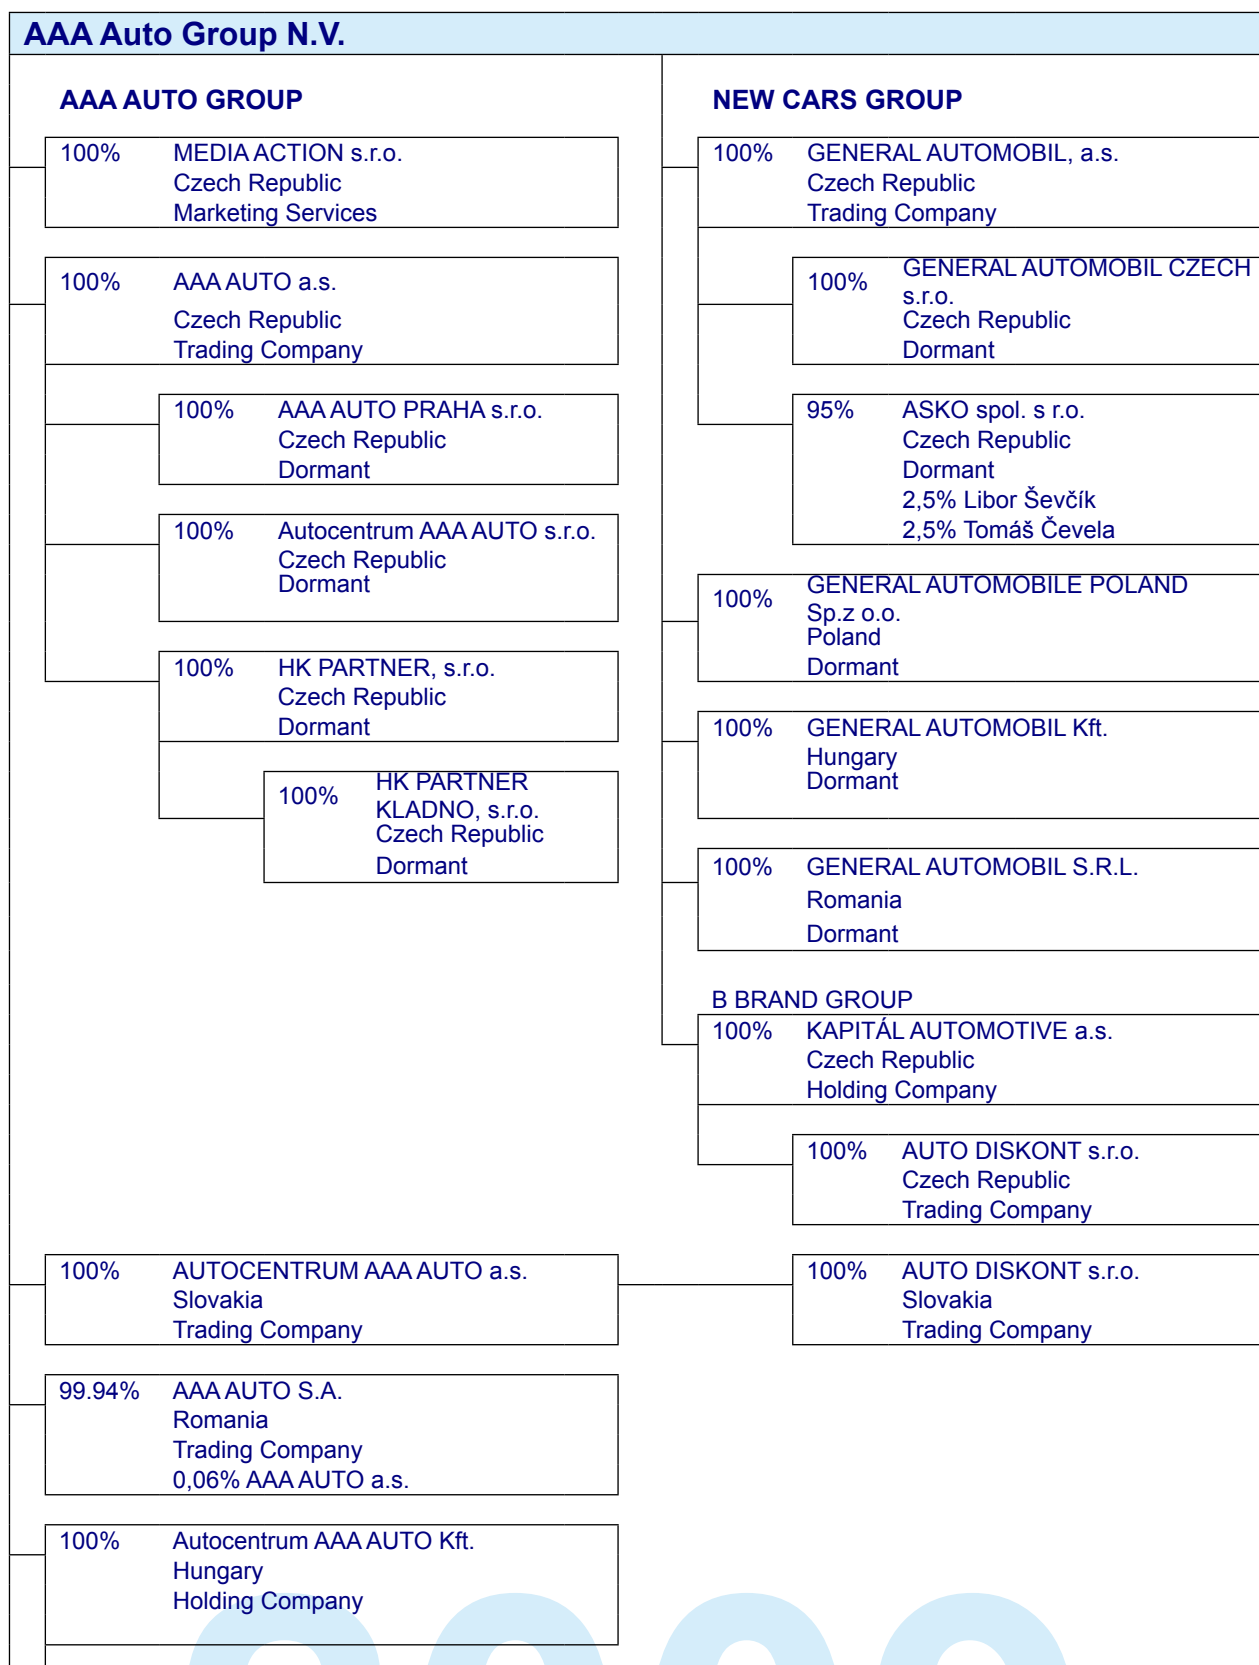 AAA Auto Group N.V.
AAA AUTO GROUP
100% MEDIA ACTION s.r.o.
Czech Republic
Marketing Services
100% AAA AUTO a.s.
Czech Republic
Trading Company
100% AAA AUTO PRAHA s.r.o.
Czech Republic
Dormant
100% Autocentrum AAA AUTO s.r.o.
Czech Republic
Dormant
100% HK PARTNER, s.r.o.
Czech Republic
Dormant
100% HK PARTNER
KLADNO, s.r.o.
Czech Republic
Dormant
NEW CARS GROUP
100% GENERAL AUTOMOBIL, a.s.
Czech Republic
Trading Company
100% GENERAL AUTOMOBIL CZECH
s.r.o.
Czech Republic
Dormant
95% ASKO spol. s r.o.
Czech Republic
Dormant
2,5% Libor Ševčík
2,5% Tomáš Čevela
100% GENERAL AUTOMOBILE POLAND
Sp.z o.o.
Poland
Dormant
100% GENERAL AUTOMOBIL Kft.
Hungary
Dormant
100% GENERAL AUTOMOBIL S.R.L.
Romania
Dormant
B BRAND GROUP
100% KAPITÁL AUTOMOTIVE a.s.
Czech Republic
Holding Company
100% AUTO DISKONT s.r.o.
Czech Republic
Trading Company
100% AUTOCENTRUM AAA AUTO a.s.
Slovakia
Trading Company
100% AUTO DISKONT s.r.o.
Slovakia
Trading Company
99.94% AAA AUTO S.A.
Romania
Trading Company
0,06% AAA AUTO a.s.
100% Autocentrum AAA AUTO Kft.
Hungary
Holding Company